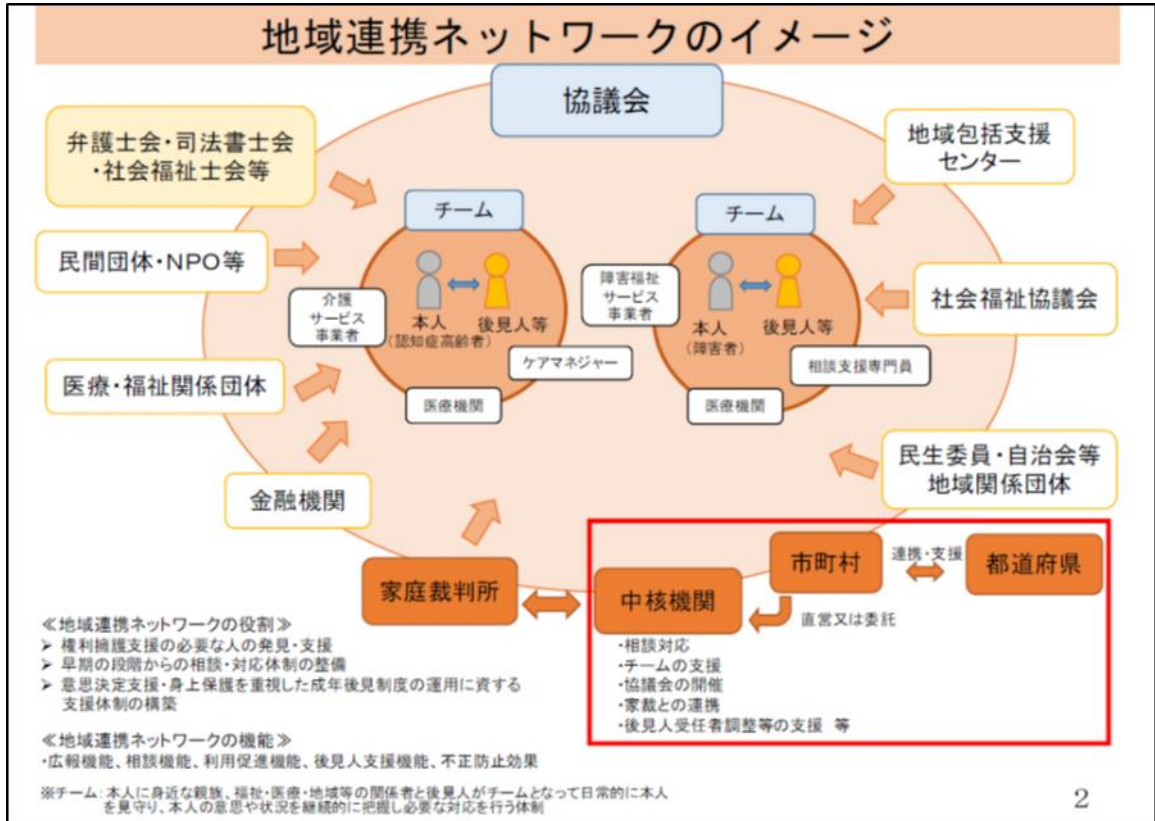 地域連携ネットワークのイメージ
協議会
弁護士会・司法書士会
・社会福祉士会等
民間団体・NPO等
医療・福祉関係団体
金融機関
チーム
介護
サービス
事業者
本人
(認知症高齢者)
後見人等
ケアマネジャー
医療機関
チーム
障害福祉
サービス
事業者
本人
(障害者)
後見人等
相談支援専門員
医療機関
地域包括支援
センター
社会福祉協議会
民生委員・自治会等
地域関係団体
家庭裁判所
中核機関
市町村
連携・支援
都道府県
直営又は委託
・相談対応
・チームの支援
・協議会の開催
・家裁との連携
・後見人受任者調整等の支援 等
≪地域連携ネットワークの役割≫
➢ 権利擁護支援の必要な人の発見・支援
➢ 早期の段階からの相談・対応体制の整備
➢ 意思決定支援・身上保護を重視した成年後見制度の運用に資する
支援体制の構築
≪地域連携ネットワークの機能≫
・広報機能、相談機能、利用促進機能、後見人支援機能、不正防止効果
※チーム：本人に身近な親族、福祉・医療・地域等の関係者と後見人がチームとなって日常的に本人
を見守り、本人の意思や状況を継続的に把握し必要な対応を行う体制
2